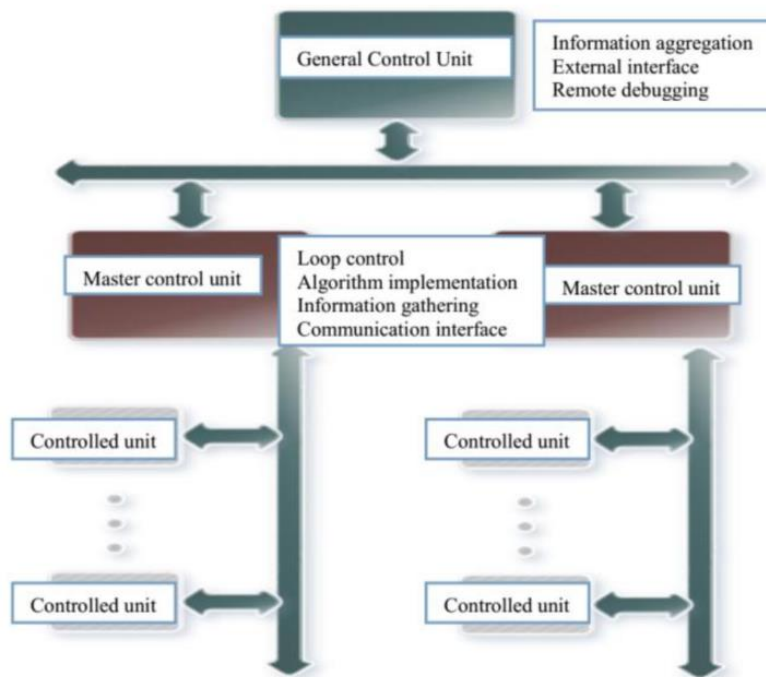 General Control Unit
Information aggregation
External interface
Remote debugging
Master control unit
Loop control
Algorithm implementation
Information gathering
Communication interface
Master control unit
Controlled unit
Controlled unit
Controlled unit
Controlled unit